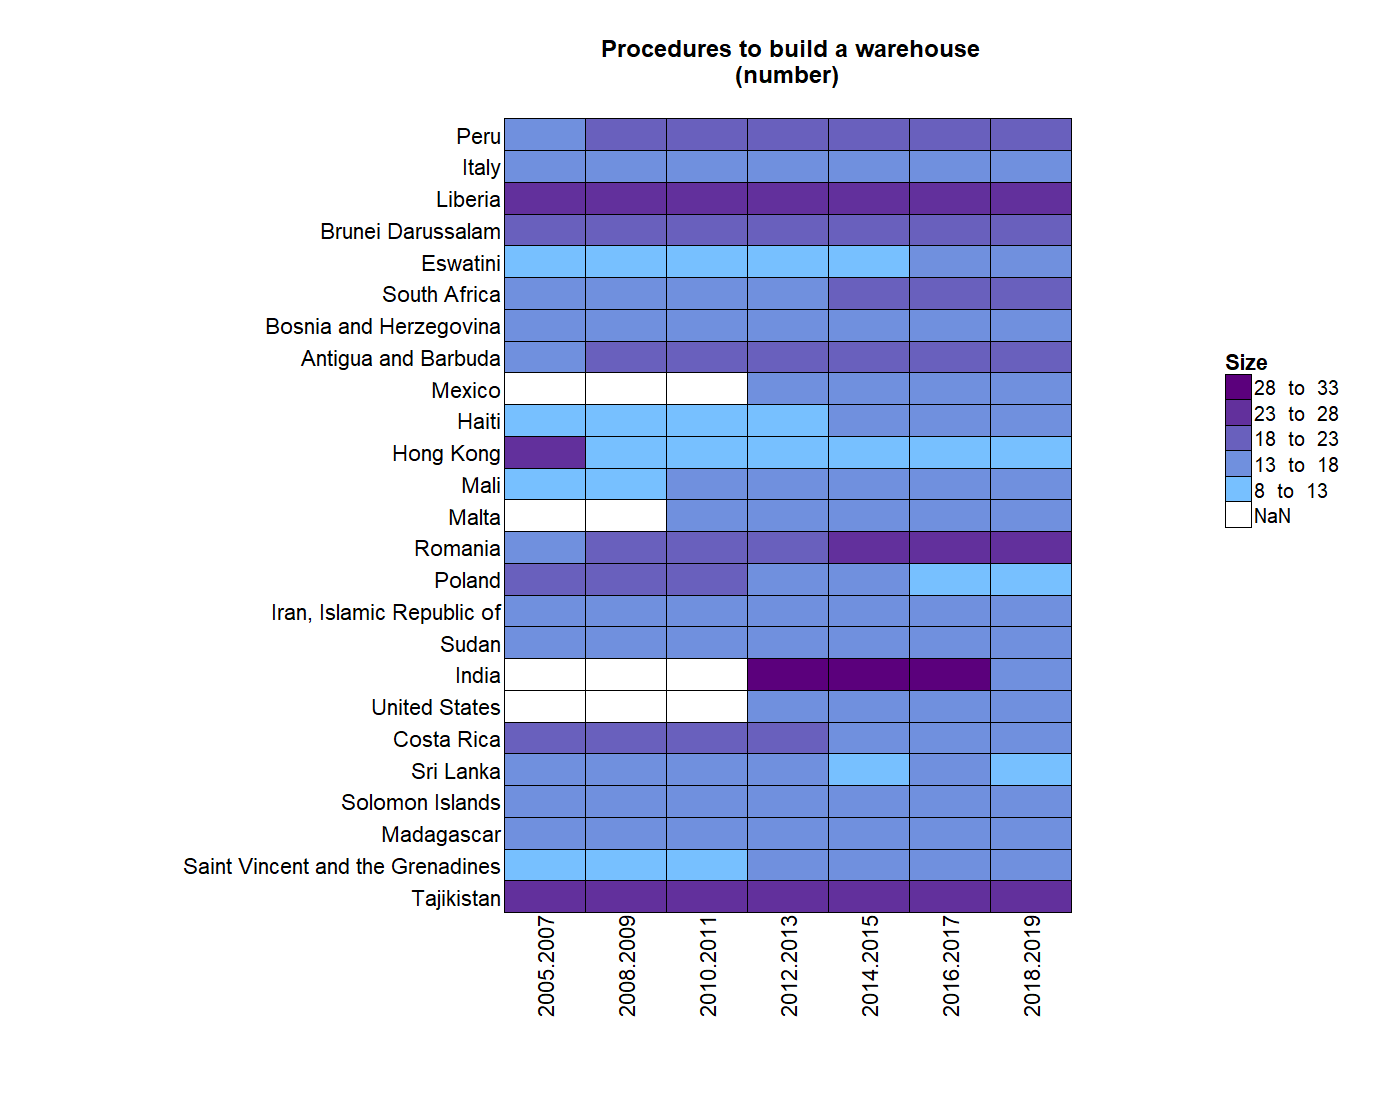 Procedures to build a warehouse
(number)
Peru
Italy
Liberia
Brunei Darussalam
Eswatini
South Africa
Bosnia and Herzegovina
Antigua and Barbuda
Mexico
Haiti
Hong Kong
Mali
Malta
Romania
Poland
Iran, Islamic Republic of
Sudan
India
United States
Costa Rica
Sri Lanka
Solomon Islands
Madagascar
Saint Vincent and the Grenadines
Tajikistan
2005.2007
2008.2009
2010.2011
2012.2013
2014.2015
2016.2017
2018.2019
Size
28 to 33
23 to 28
18 to 23
13 to 18
8 to 13
NaN